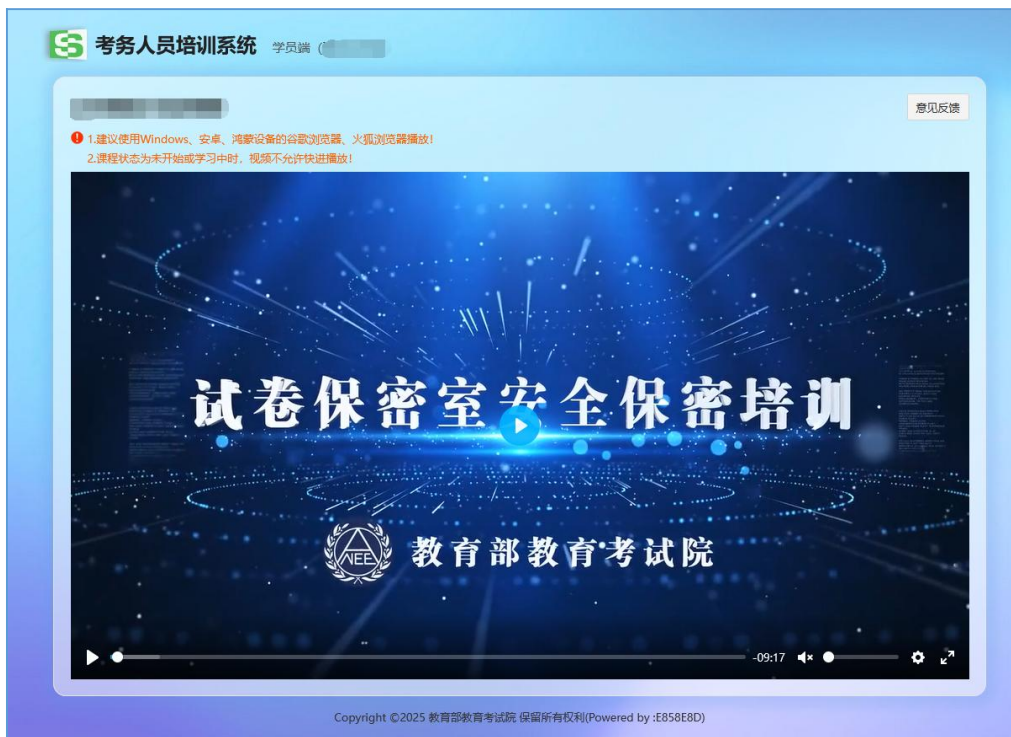 考务人员培训系统 学员端 (
意见反馈
1.建议使用Windows、安卓、鸿蒙设备的谷歌浏览器、火狐浏览器播放!
2.课程状态为未开始或学习中时，视频不允许快进播放!
试卷保密室安全保密培训
NEE
教育部教育考试院
-09:17
Copyright ©2025 教育部教育考试院 保留所有权利(Powered by :E858E8D)